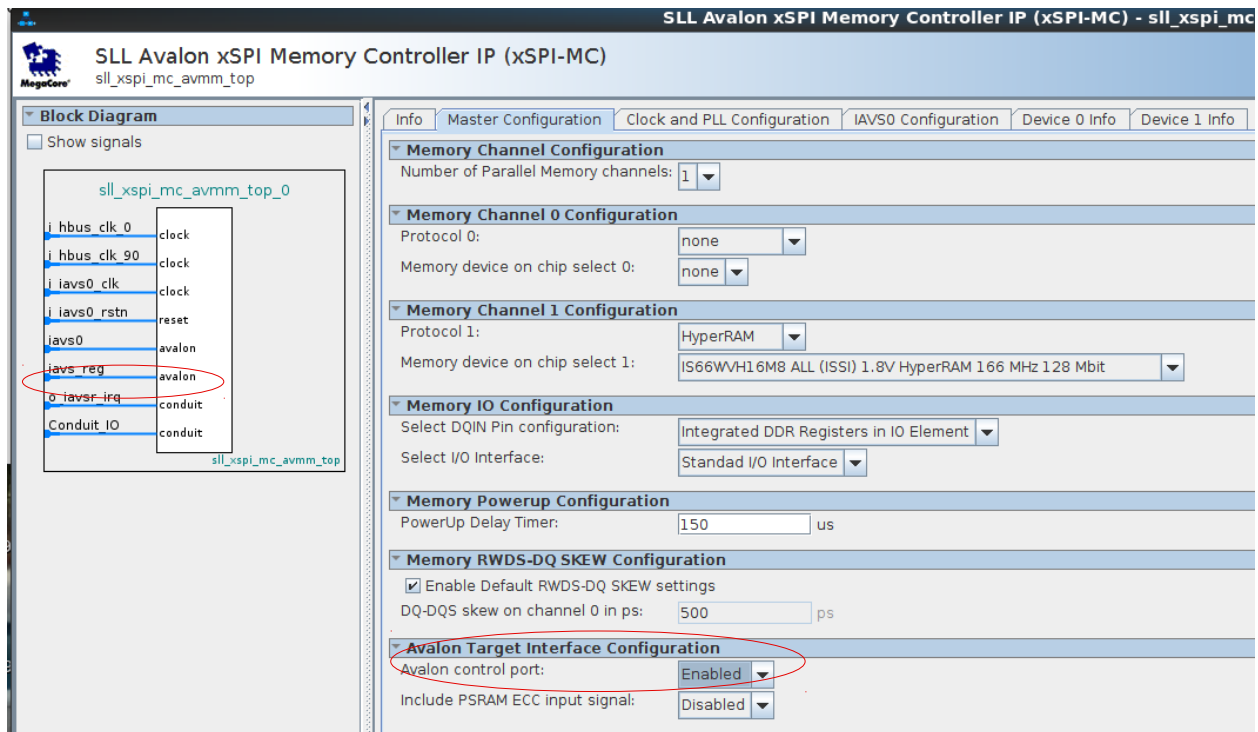 SLL Avalon xSPI Memory Controller IP (xSPI-MC) - sll_xspi_mc
MegaCore®
SLL Avalon xSPI Memory Controller IP (xSPI-MC)
sll_xspi_mc_avmm_top
Block Diagram
Show signals
sll_xspi_mc_avmm_top_0
i_hbus_clk_0
clock
i_hbus_clk_90
clock
i_iavs0_clk
clock
i_iavs0_rstn
reset
iavs0
avalon
iavs_reg
avalon
o_iavsr_irq
conduit
Conduit_IO
conduit
sll_xspi_mc_avmm_top
Info Master Configuration Clock and PLL Configuration IAVS0 Configuration Device 0 Info Device 1 Info
Memory Channel Configuration
Number of Parallel Memory channels: 1
Memory Channel 0 Configuration
Protocol 0: none
Memory device on chip select 0: none
Memory Channel 1 Configuration
Protocol 1: HyperRAM
Memory device on chip select 1: IS66WVH16M8 ALL (ISSI) 1.8V HyperRAM 166 MHz 128 Mbit
Memory IO Configuration
Select DQIN Pin configuration: Integrated DDR Registers in IO Element
Select I/O Interface: Standad I/O Interface
Memory Powerup Configuration
PowerUp Delay Timer: 150 us
Memory RWDS-DQ SKEW Configuration
Enable Default RWDS-DQ SKEW settings
DQ-DQS skew on channel 0 in ps: 500 ps
Avalon Target Interface Configuration
Avalon control port: Enabled
Include PSRAM ECC input signal: Disabled